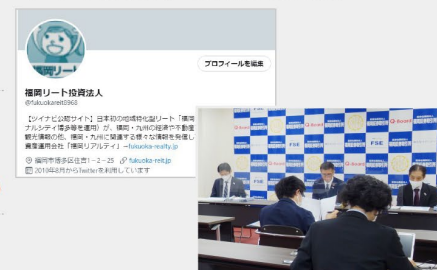 プロフィールを編集
福岡リート投資法人
@fukuokareit8968
【ツイナビ公認サイト】日本初の地域特化型リート「福岡
ナルシティ博多等を運用）が、福岡・九州の経済や不動産
観光情報の他、福岡・九州に関連する様々な情報を発信し
資産運用会社「福岡リアルティ」→fukuoka-realty.jp
福岡市博多区住吉1－2－25 fukuoka-reit.jp
2010年8月からTwitterを利用しています
FSE
Q-Board
FSE